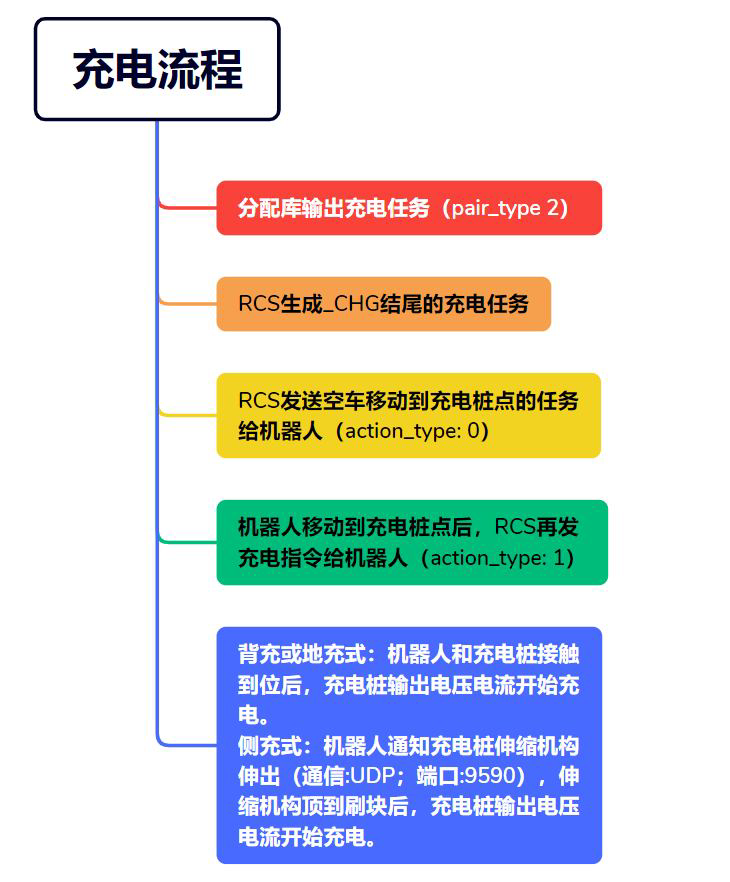 充电流程
分配库输出充电任务（pair_type 2）
RCS生成_CHG结尾的充电任务
RCS发送空车移动到充电桩点的任务
给机器人（action_type: 0）
机器人移动到充电桩点后，RCS再发
充电指令给机器人（action_type: 1）
背充或地充式：机器人和充电桩接触
到位后，充电桩输出电压电流开始充
电。
侧充式：机器人通知充电桩伸缩机构
伸出（通信:UDP；端口:9590），伸
缩机构顶到刷块后，充电桩输出电压
电流开始充电。